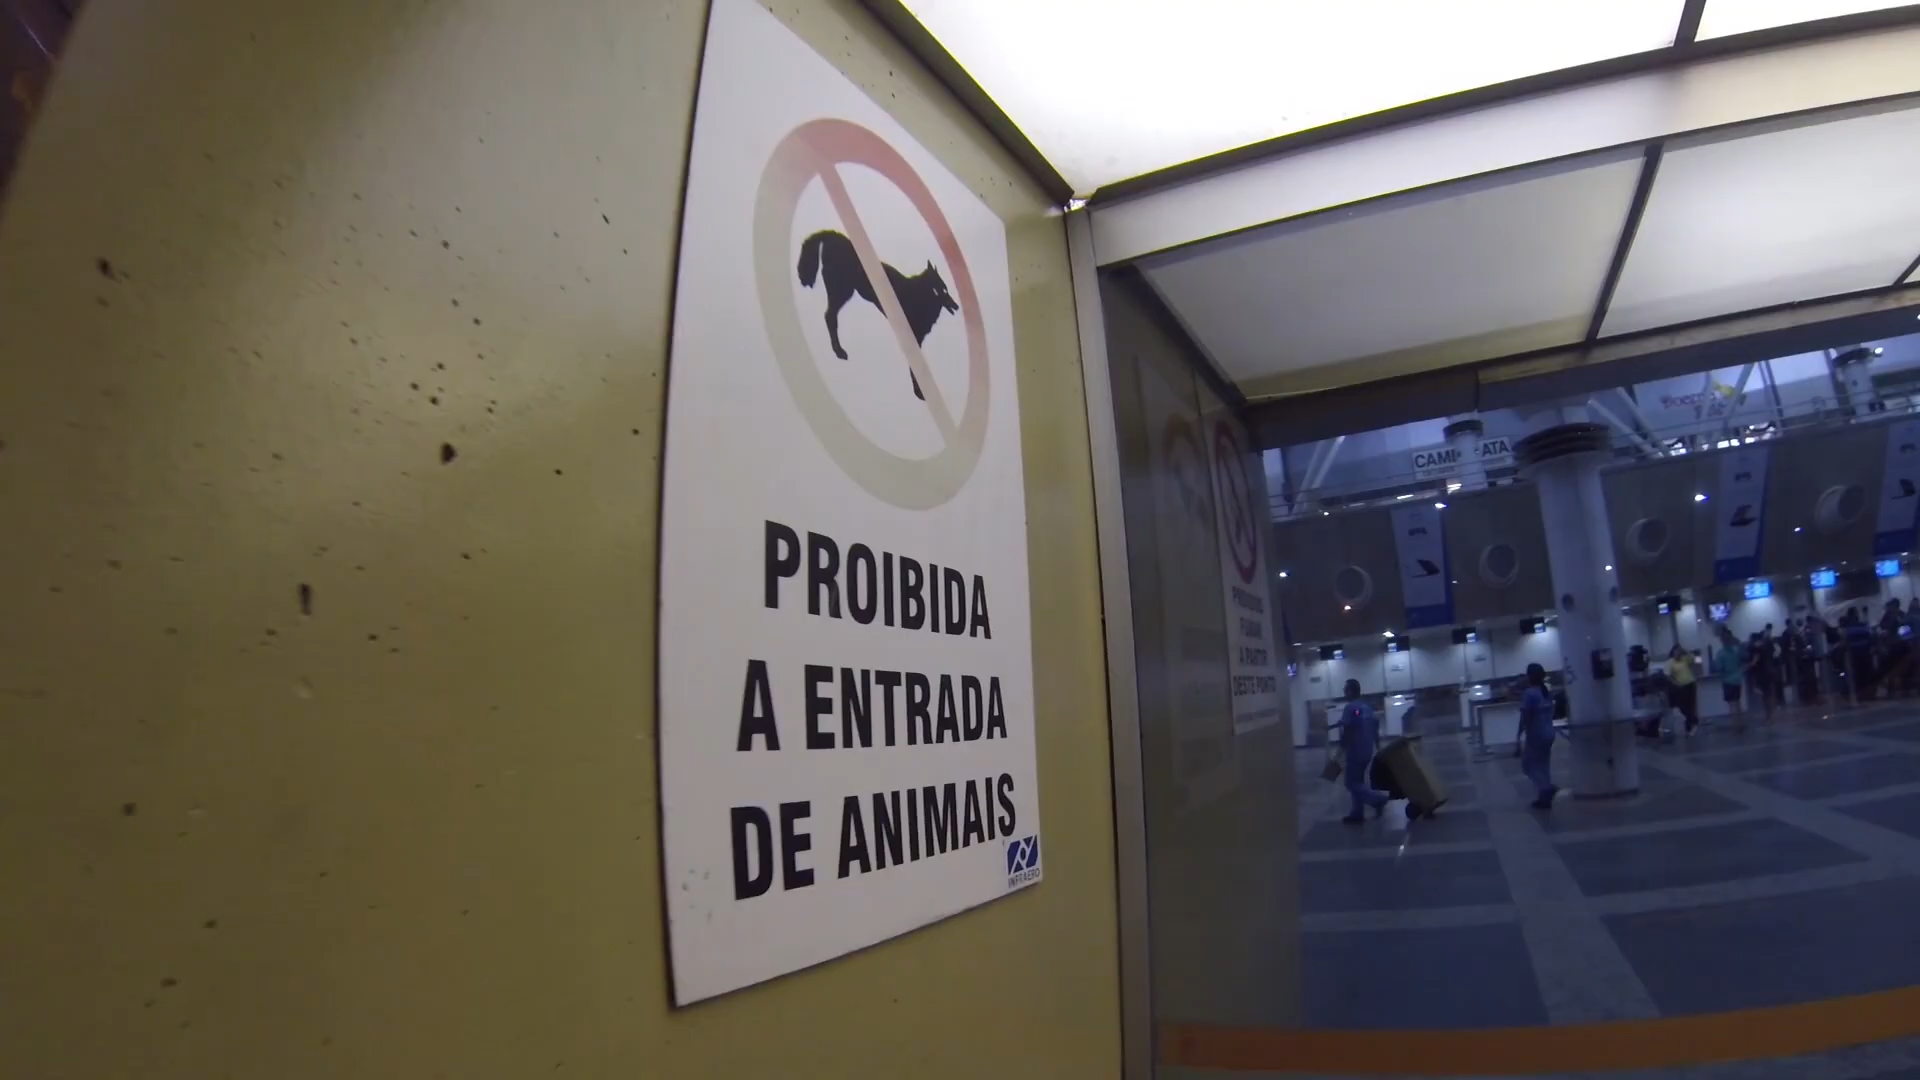 PROIBIDA
A ENTRADA
DE ANIMAIS
INFRAERO
PROIBIDO
FUMAR
A PARTIR
DESTE PONTO